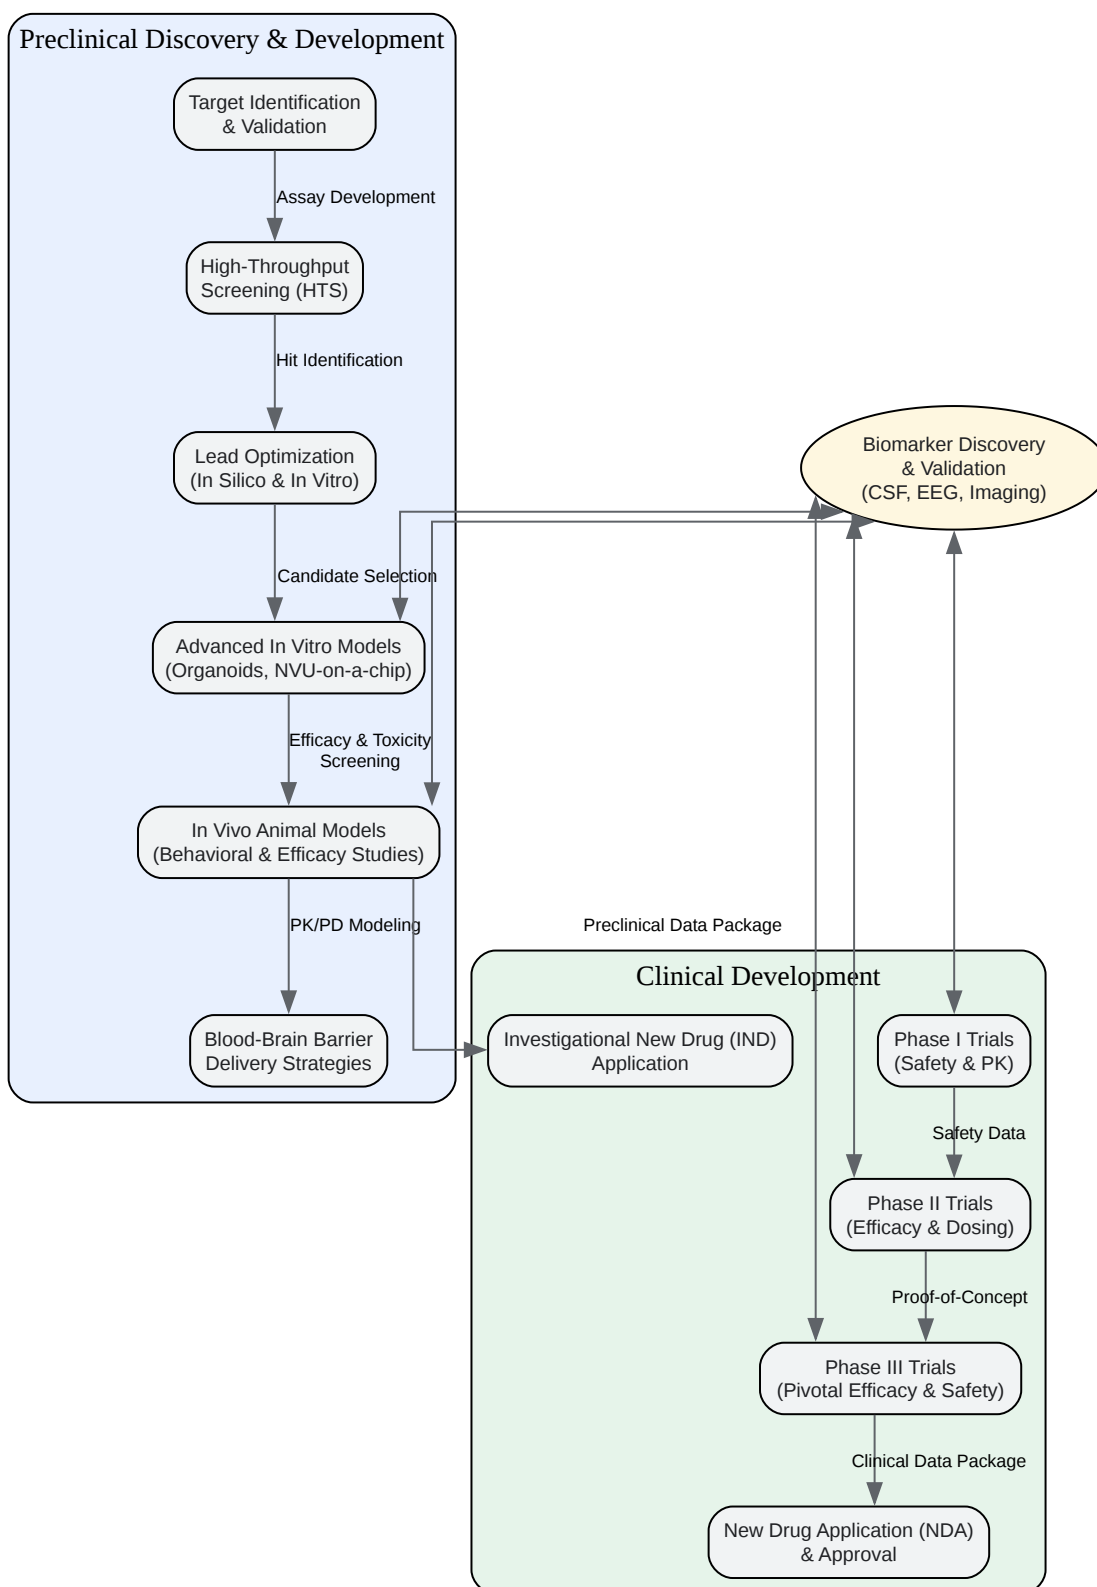 Preclinical Discovery & Development
Target Identification
& Validation
Assay Development
High-Throughput
Screening (HTS)
Hit Identification
Lead Optimization
(In Silico & In Vitro)
Biomarker Discovery
& Validation
(CSF, EEG, Imaging)
Candidate Selection
Advanced In Vitro Models
(Organoids, NVU-on-a-chip)
Efficacy & Toxicity
Screening
In Vivo Animal Models
(Behavioral & Efficacy Studies)
PK/PD Modeling
Preclinical Data Package
Clinical Development
Blood-Brain Barrier
Delivery Strategies
Investigational New Drug (IND)
Application
Phase I Trials
(Safety & PK)
Safety Data
Phase II Trials
(Efficacy & Dosing)
Proof-of-Concept
Phase III Trials
(Pivotal Efficacy & Safety)
Clinical Data Package
New Drug Application (NDA)
& Approval